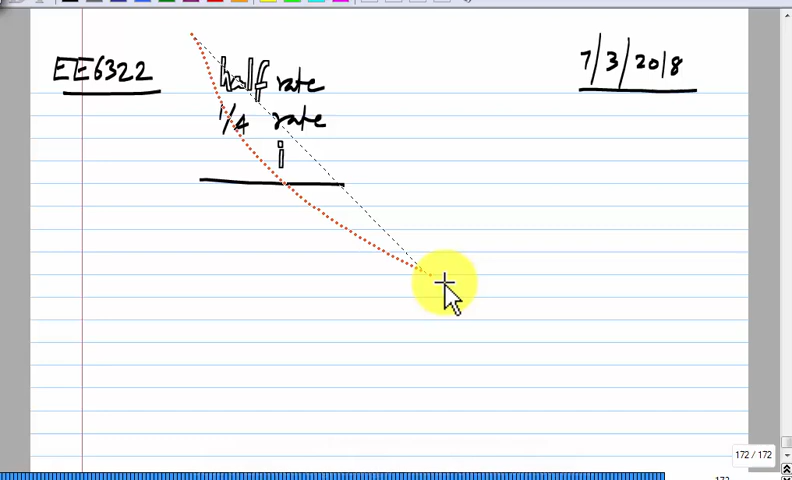 EE6322
half rate
1/4 rate
i
7/3/2018
172 / 172